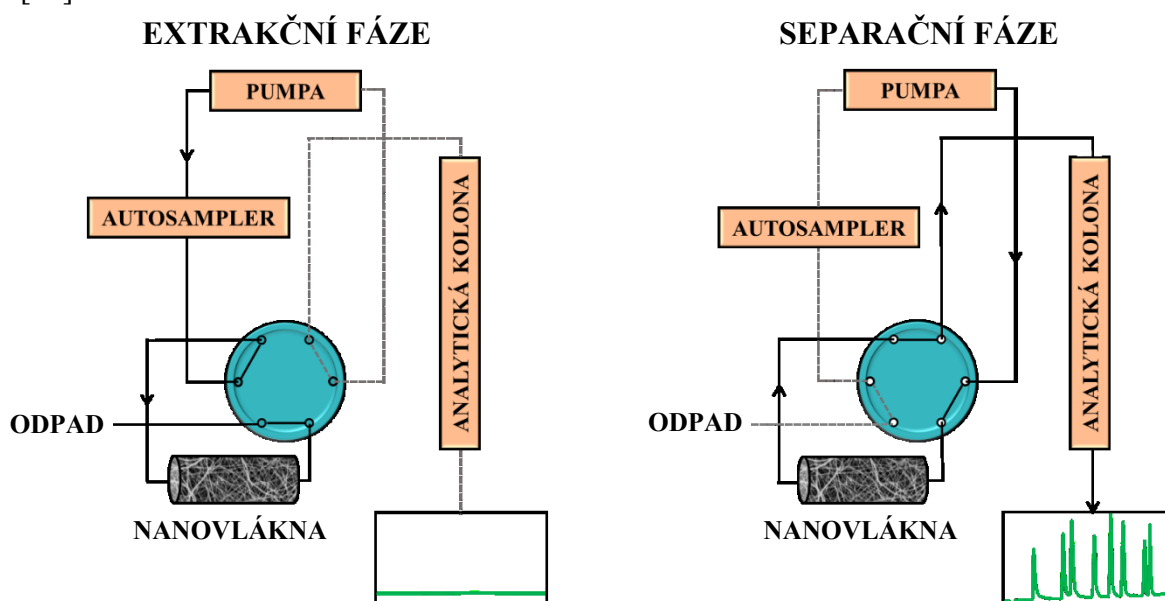 EXTRAKČNÍ FÁZE
PUMPA
AUTOSAMPLER
ANALYTICKÁ KOLONA
ODPAD
NANOVLÁKNA
SEPARAČNÍ FÁZE
PUMPA
AUTOSAMPLER
ANALYTICKÁ KOLONA
ODPAD
NANOVLÁKNA